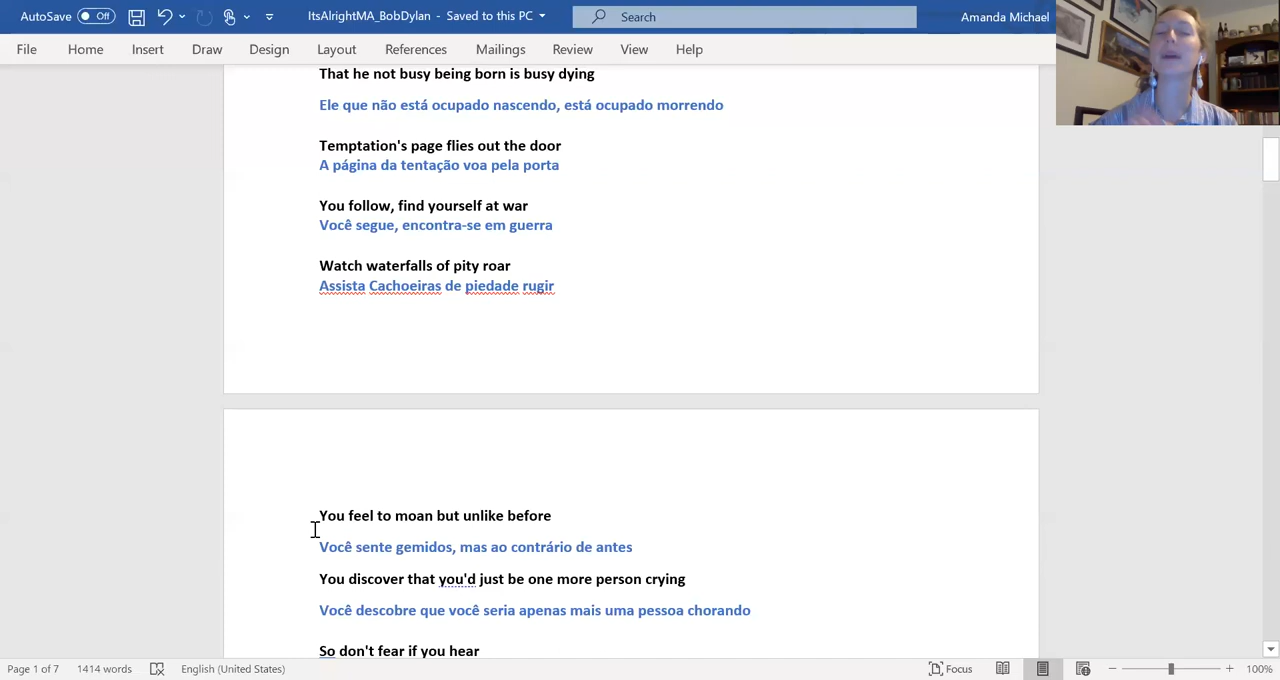 AutoSave Off ItsAlrightMA_BobDylan - Saved to this PC Search Amanda Michael
File Home Insert Draw Design Layout References Mailings Review View Help
That he not busy being born is busy dying
Ele que não está ocupado nascendo, está ocupado morrendo
Temptation's page flies out the door
A página da tentação voa pela porta
You follow, find yourself at war
Você segue, encontra-se em guerra
Watch waterfalls of pity roar
Assista Cachoeiras de piedade rugir
You feel to moan but unlike before
Você sente gemidos, mas ao contrário de antes
You discover that you'd just be one more person crying
Você descobre que você seria apenas mais uma pessoa chorando
So don't fear if you hear
Page 1 of 7 1414 words English (United States) Focus 100%